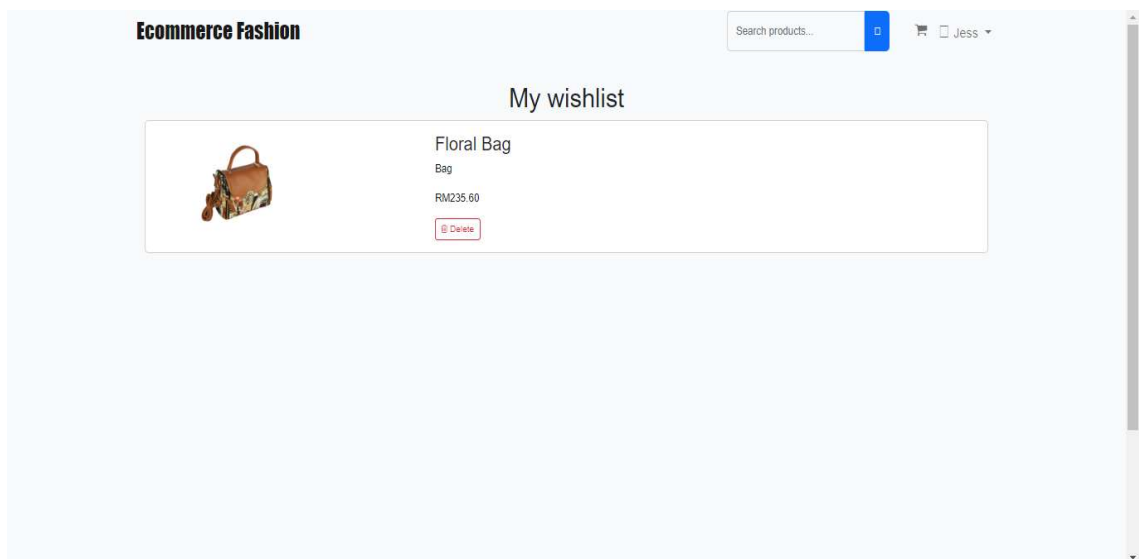 Ecommerce Fashion
Search products...
Jess
My wishlist
Floral Bag
Bag
RM235.60
Delete